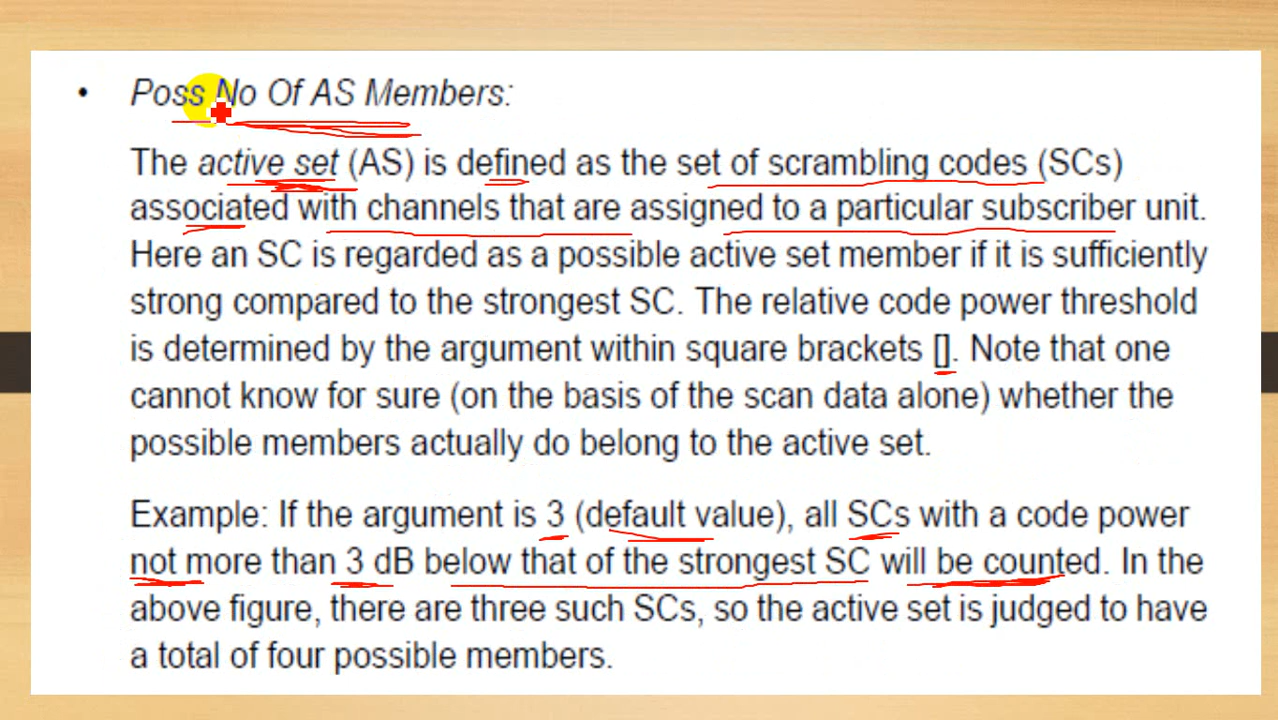 • Poss No Of AS Members:
The active set (AS) is defined as the set of scrambling codes (SCs)
associated with channels that are assigned to a particular subscriber unit.
Here an SC is regarded as a possible active set member if it is sufficiently
strong compared to the strongest SC. The relative code power threshold
is determined by the argument within square brackets []. Note that one
cannot know for sure (on the basis of the scan data alone) whether the
possible members actually do belong to the active set.
Example: If the argument is 3 (default value), all SCs with a code power
not more than 3 dB below that of the strongest SC will be counted. In the
above figure, there are three such SCs, so the active set is judged to have
a total of four possible members.